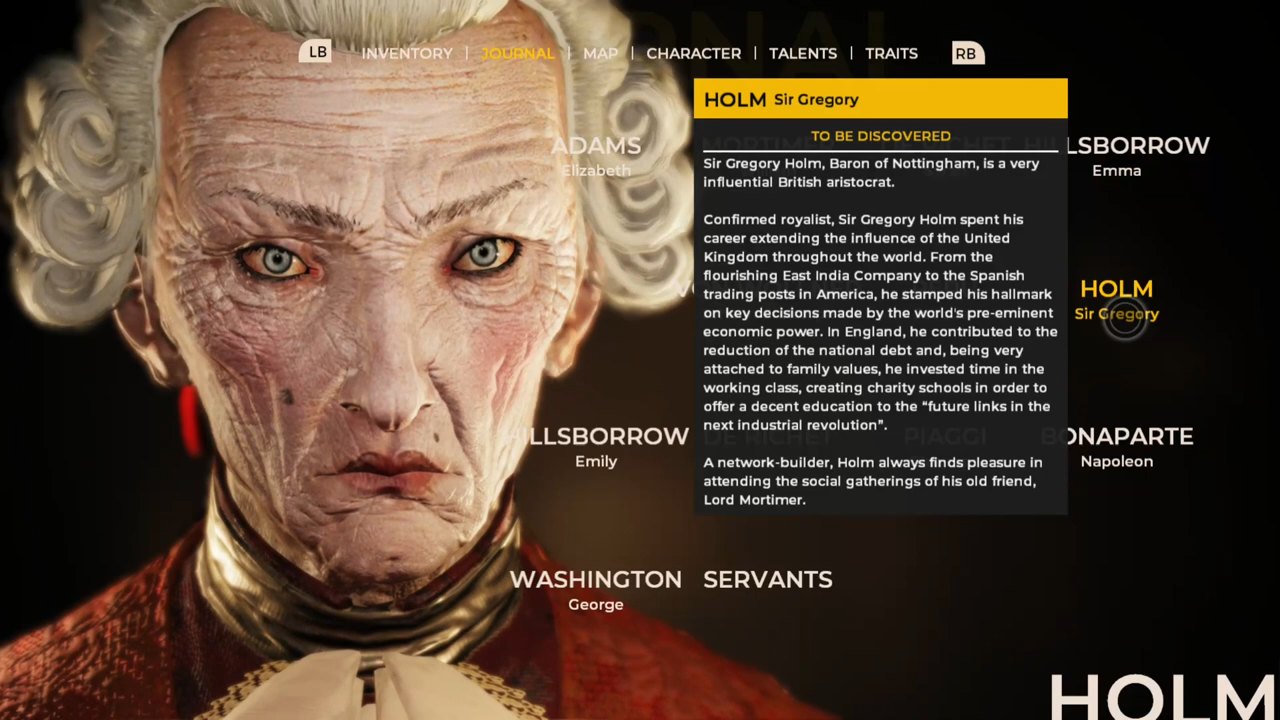 LB INVENTORY | JOURNAL | MAP | CHARACTER | TALENTS | TRAITS RB
HOLM Sir Gregory
TO BE DISCOVERED
Sir Gregory Holm, Baron of Nottingham, is a very
influential British aristocrat.
Confirmed royalist, Sir Gregory Holm spent his
career extending the influence of the United
Kingdom throughout the world. From the
flourishing East India Company to the Spanish
trading posts in America, he stamped his hallmark
on key decisions made by the world's pre-eminent
economic power. In England, he contributed to the
reduction of the national debt and, being very
attached to family values, he invested time in the
working class, creating charity schools in order to
offer a decent education to the “future links in the
next industrial revolution”.
A network-builder, Holm always finds pleasure in
attending the social gatherings of his old friend,
Lord Mortimer.
ADAMS
Elizabeth
LLSBORROW
Emma
HOLM
Sir Gregory
ILLSBORROW DE RICHET PIAGGI BONAPARTE
Emily Napoleon
WASHINGTON SERVANTS
George
HOLM